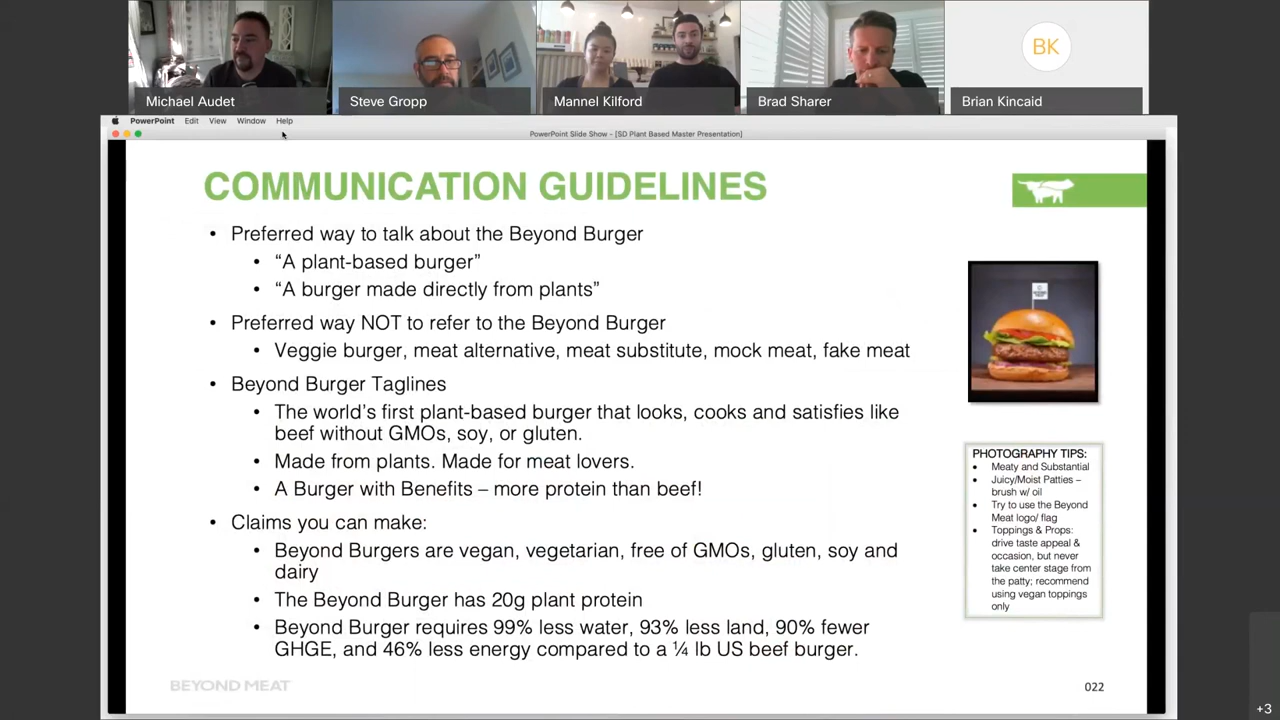 BK
Michael Audet
Steve Gropp
Mannel Kilford
Brad Sharer
Brian Kincaid
PowerPoint Edit View Window Help
PowerPoint Slide Show - [SD Plant Based Master Presentation]
COMMUNICATION GUIDELINES
• Preferred way to talk about the Beyond Burger
• “A plant-based burger”
• “A burger made directly from plants”
• Preferred way NOT to refer to the Beyond Burger
• Veggie burger, meat alternative, meat substitute, mock meat, fake meat
• Beyond Burger Taglines
• The world’s first plant-based burger that looks, cooks and satisfies like
beef without GMOs, soy, or gluten.
• Made from plants. Made for meat lovers.
• A Burger with Benefits – more protein than beef!
• Claims you can make:
• Beyond Burgers are vegan, vegetarian, free of GMOs, gluten, soy and
dairy
• The Beyond Burger has 20g plant protein
• Beyond Burger requires 99% less water, 93% less land, 90% fewer
GHGE, and 46% less energy compared to a ¼ lb US beef burger.
PHOTOGRAPHY TIPS:
• Meaty and Substantial
• Juicy/Moist Patties –
brush w/ oil
• Try to use the Beyond
Meat logo/ flag
• Toppings & Props:
drive taste appeal &
occasion, but never
take center stage from
the patty; recommend
using vegan toppings
only
BEYOND MEAT
022
+3